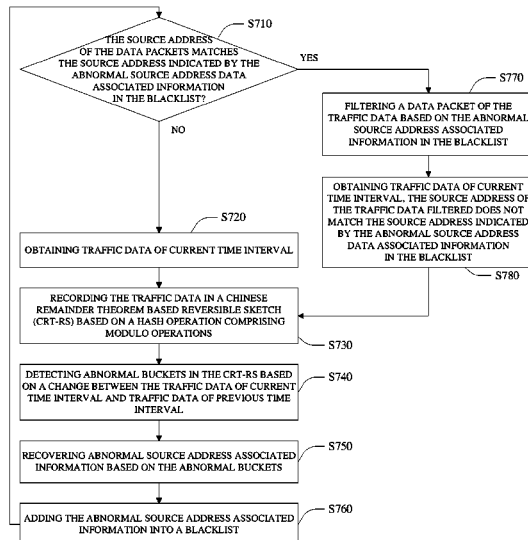 S710
THE SOURCE ADDRESS
OF THE DATA PACKETS MATCHES
THE SOURCE ADDRESS INDICATED BY THE
ABNORMAL SOURCE ADDRESS DATA
ASSOCIATED INFORMATION
IN THE BLACKLIST?
YES
NO
S770
FILTERING A DATA PACKET OF THE
TRAFFIC DATA BASED ON THE ABNORMAL
SOURCE ADDRESS ASSOCIATED
INFORMATION IN THE BLACKLIST
OBTAINING TRAFFIC DATA OF CURRENT
TIME INTERVAL, THE SOURCE ADDRESS OF
THE TRAFFIC DATA FILTERED DOES NOT
MATCH THE SOURCE ADDRESS INDICATED
BY THE ABNORMAL SOURCE ADDRESS
DATA ASSOCIATED INFORMATION
IN THE BLACKLIST
S780
S720
OBTAINING TRAFFIC DATA OF CURRENT TIME INTERVAL
RECORDING THE TRAFFIC DATA IN A CHINESE
REMAINDER THEOREM BASED REVERSIBLE SKETCH
(CRT-RS) BASED ON A HASH OPERATION COMPRISING
MODULO OPERATIONS
S730
S740
DETECTING ABNORMAL BUCKETS IN THE CRT-RS BASED
ON A CHANGE BETWEEN THE TRAFFIC DATA OF CURRENT
TIME INTERVAL AND TRAFFIC DATA OF PREVIOUS TIME
INTERVAL
S750
RECOVERING ABNORMAL SOURCE ADDRESS ASSOCIATED
INFORMATION BASED ON THE ABNORMAL BUCKETS
S760
ADDING THE ABNORMAL SOURCE ADDRESS ASSOCIATED
INFORMATION INTO A BLACKLIST